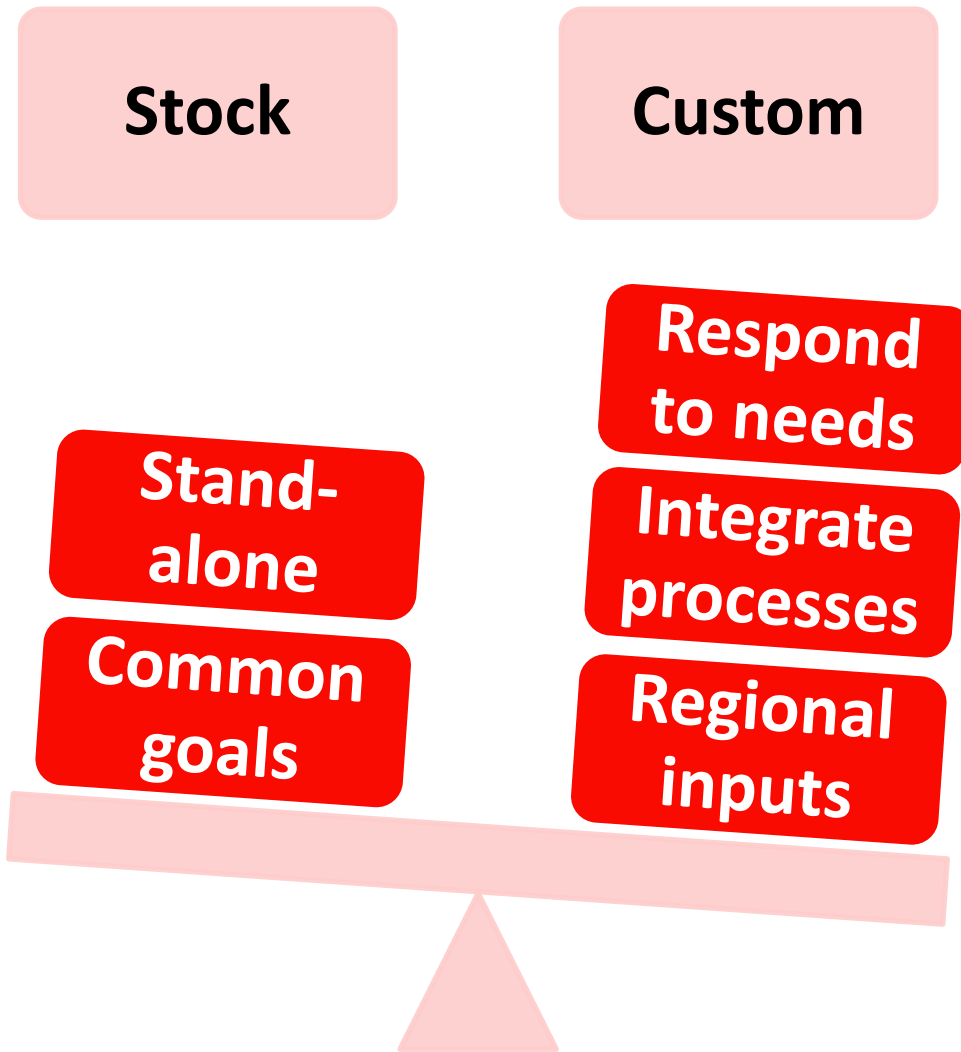 Stock
Custom
Stand-
alone
Common
goals
Respond
to needs
Integrate
processes
Regional
inputs